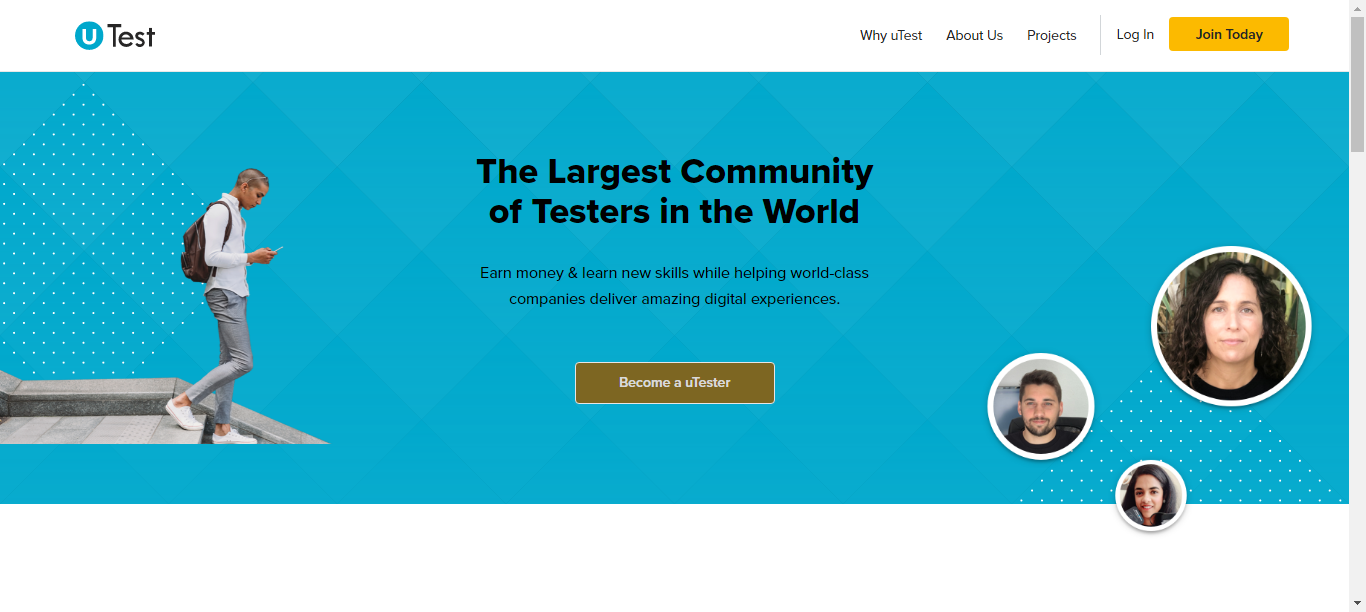 uTest
Why uTest
About Us
Projects
Log In
Join Today
The Largest Community
of Testers in the World
Earn money & learn new skills while helping world-class
companies deliver amazing digital experiences.
Become a uTester